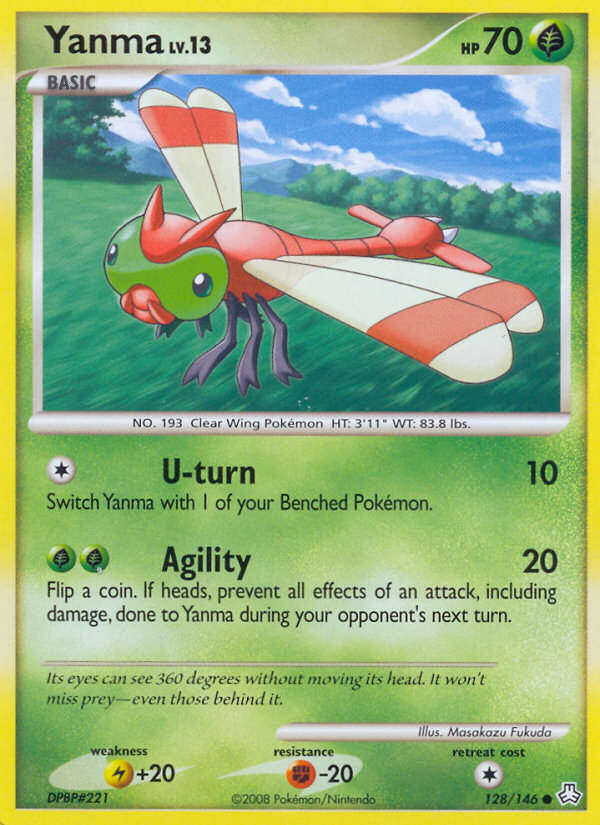 Yanma LV.13 HP 70
BASIC
NO. 193 Clear Wing Pokémon HT: 3'11" WT: 83.8 lbs.
U-turn 10
Switch Yanma with 1 of your Benched Pokémon.
Agility 20
Flip a coin. If heads, prevent all effects of an attack, including
damage, done to Yanma during your opponent's next turn.
Its eyes can see 360 degrees without moving its head. It won't
miss prey—even those behind it.
Illus. Masakazu Fukuda
weakness resistance retreat cost
+20 -20
DPBP#221 ©2008 Pokémon/Nintendo 128/146